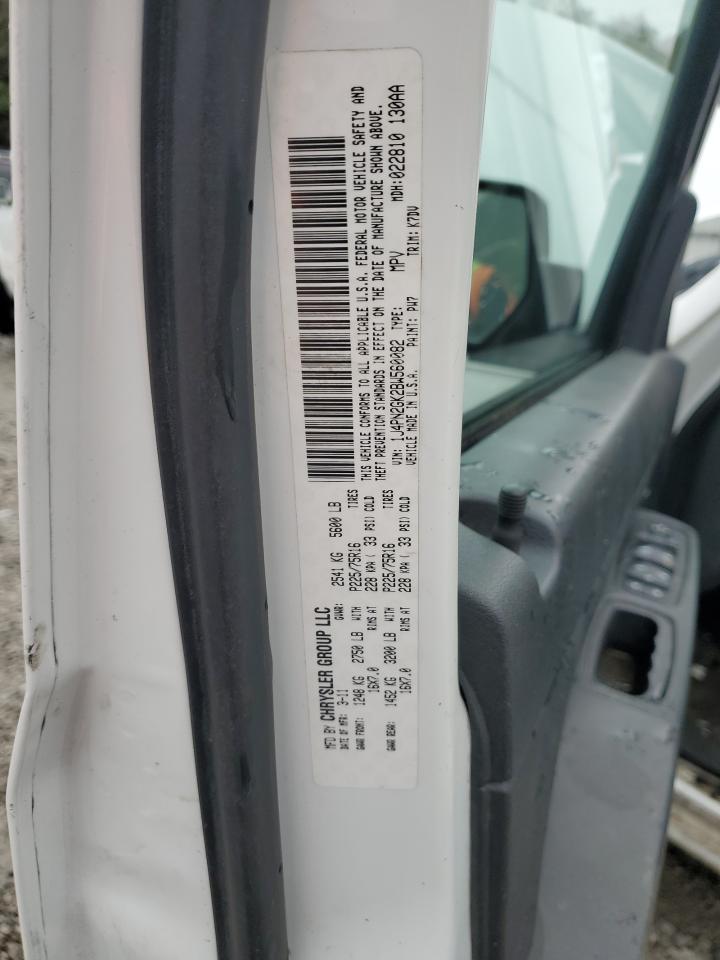 MFD BY CHRYSLER GROUP LLC
DATE OF MFR: 3-11 GVWR: 2541 KG 5600 LB
GAWR FRONT: 1248 KG 2750 LB WITH P225/75R16 TIRES
16X7.0 RIMS AT 228 KPA ( 33 PSI) COLD
GAWR REAR: 1452 KG 3200 LB WITH P225/75R16 TIRES
16X7.0 RIMS AT 228 KPA ( 33 PSI) COLD
THIS VEHICLE CONFORMS TO ALL APPLICABLE U.S.A. FEDERAL MOTOR VEHICLE SAFETY AND
THEFT PREVENTION STANDARDS IN EFFECT ON THE DATE OF MANUFACTURE SHOWN ABOVE.
VIN: 1J4PN2GK2BW560082 TYPE: MPV MDH: 022810 130AA
VEHICLE MADE IN U.S.A. PAINT: PW7 TRIM: K7DV